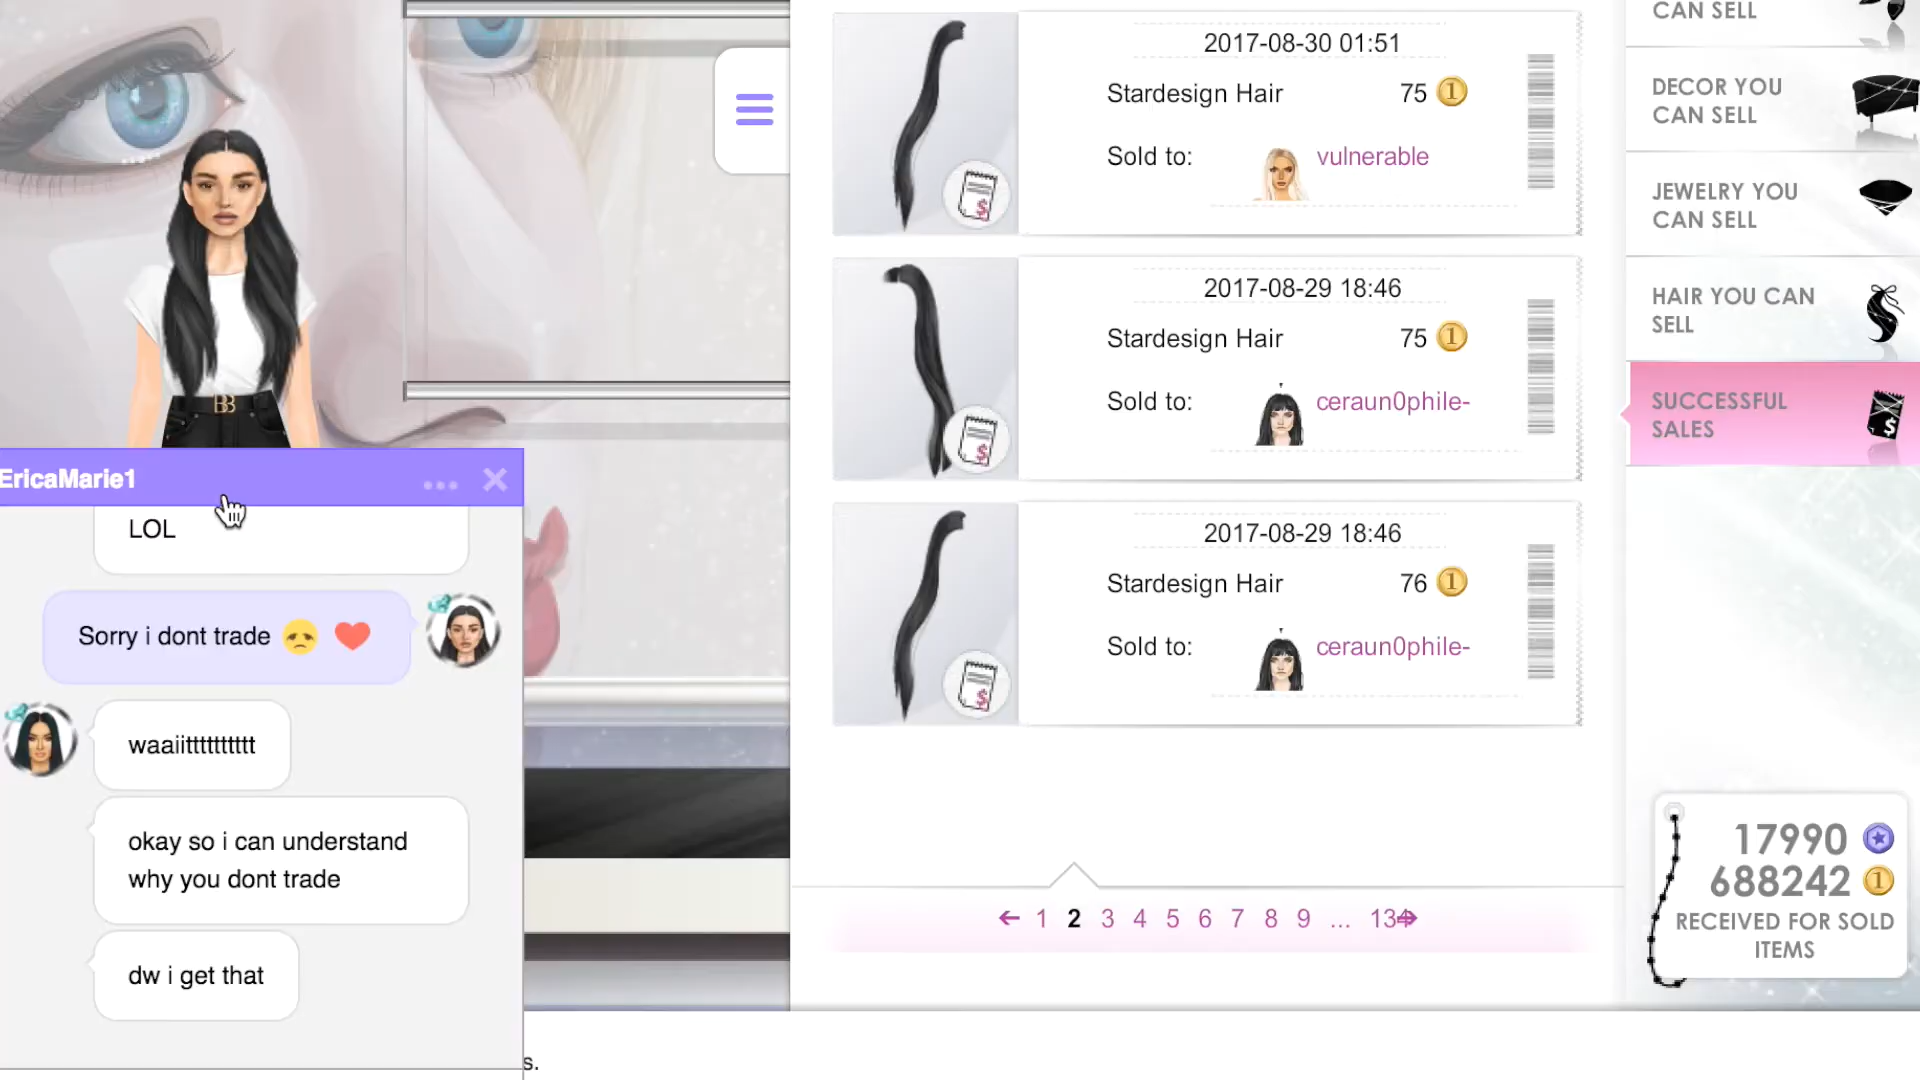 EricaMarie1
...
LOL
Sorry i dont trade 😞 ❤️
waaiitttttttttt
okay so i can understand
why you dont trade
dw i get that
s.
2017-08-30 01:51
Stardesign Hair 75
Sold to: vulnerable
2017-08-29 18:46
Stardesign Hair 75
Sold to: ceraun0phile-
2017-08-29 18:46
Stardesign Hair 76
Sold to: ceraun0phile-
1 2 3 4 5 6 7 8 9 ... 134
CAN SELL
DECOR YOU
CAN SELL
JEWELRY YOU
CAN SELL
HAIR YOU CAN
SELL
SUCCESSFUL
SALES
17990
688242
RECEIVED FOR SOLD
ITEMS